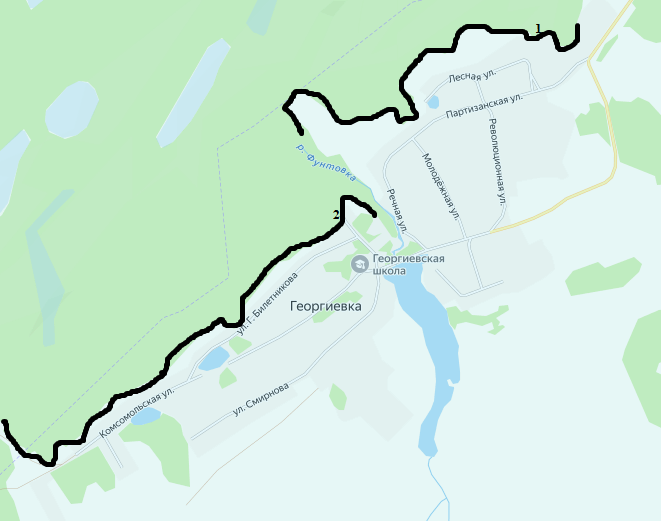 1
Лесная ул.
Партизанская ул.
Революционная ул.
Молодёжная ул.
р. Фунтовка
Речная ул.
2
Георгиевская
школа
ул. Г. Билетникова
Георгиевка
Комсомольская ул.
ул. Смирнова